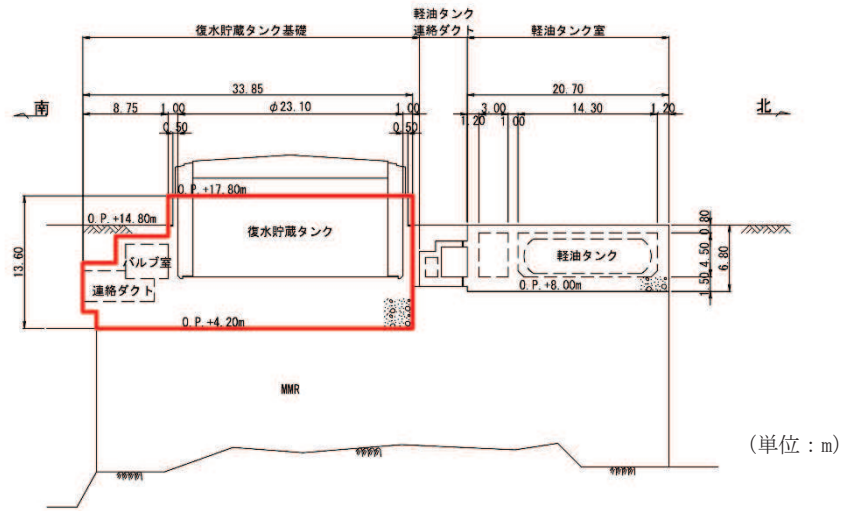 復水貯蔵タンク基礎
軽油タンク
連絡ダクト
軽油タンク室
33.85
20.70
南
8.75
1.00
φ23.10
1.00
3.00
14.30
1.20
北
0.50
0.50
1.20
1.00
O.P.+17.80m
O.P.+14.80m
復水貯蔵タンク
バルブ室
連絡ダクト
13.60
O.P.+4.20m
軽油タンク
O.P.+8.00m
0.80
4.50
1.50
6.80
MMR
(単位:m)